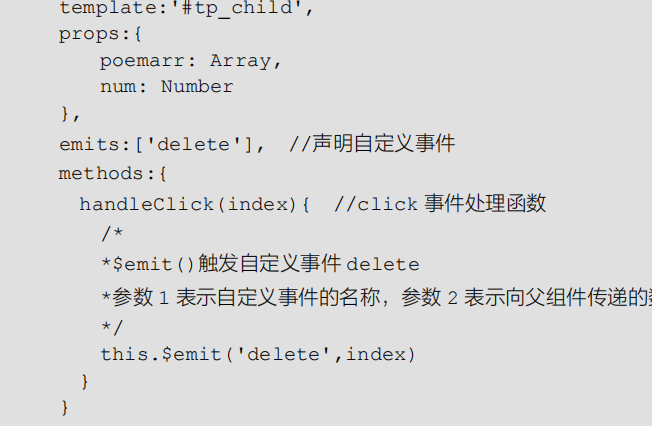 template:'#tp_child',
props:{
poemarr: Array,
num: Number
},
emits:['delete'], //声明自定义事件
methods:{
handleClick(index){ //click 事件处理函数
/*
*$emit()触发自定义事件 delete
*参数 1 表示自定义事件的名称，参数 2 表示向父组件传递的
*/
this.$emit('delete',index)
}
}